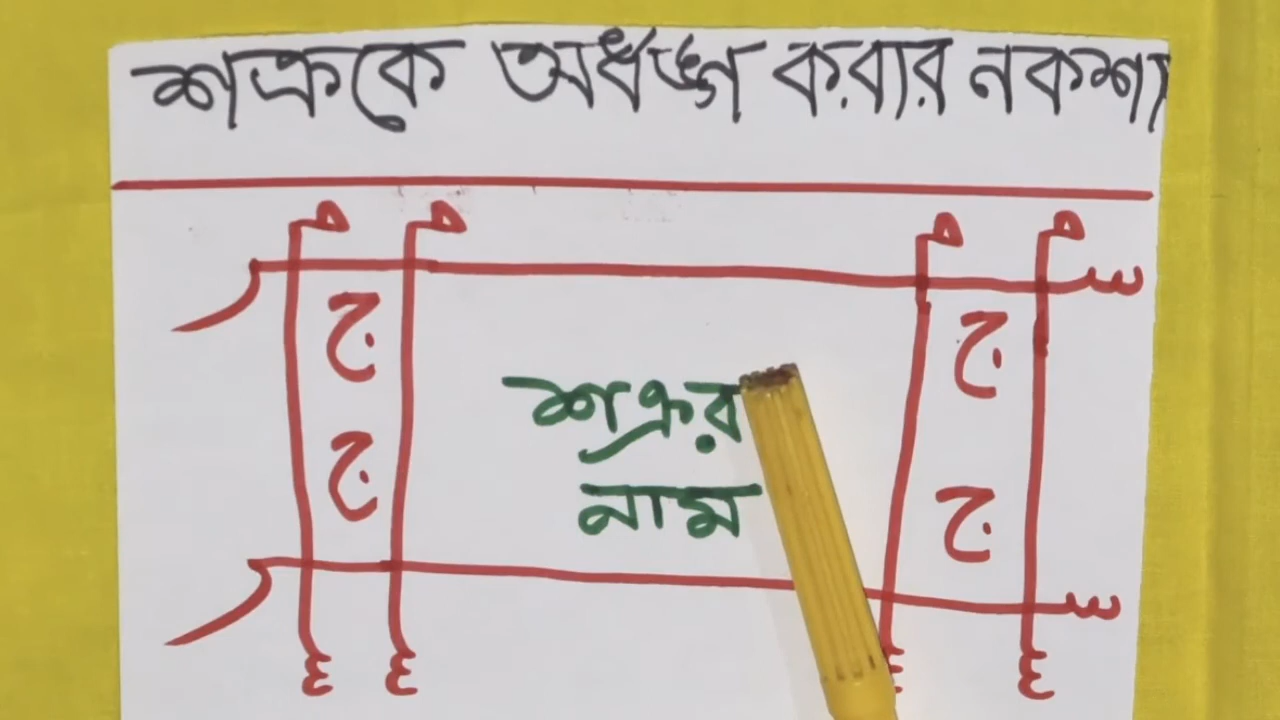 শত্রুকে অর্ধঙ্গ করার নকশা
ج ج
শত্রুর
নাম
ج ج